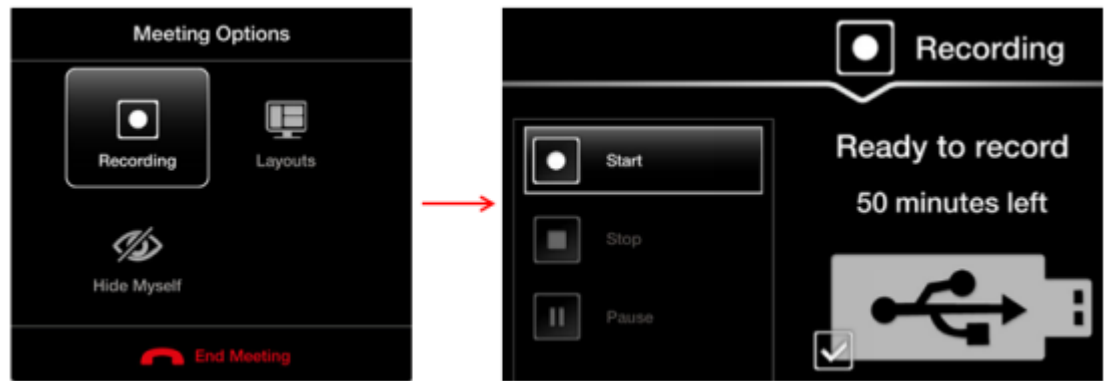 Meeting Options
Recording
Layouts
Hide Myself
End Meeting
Recording
Start
Stop
Pause
Ready to record
50 minutes left